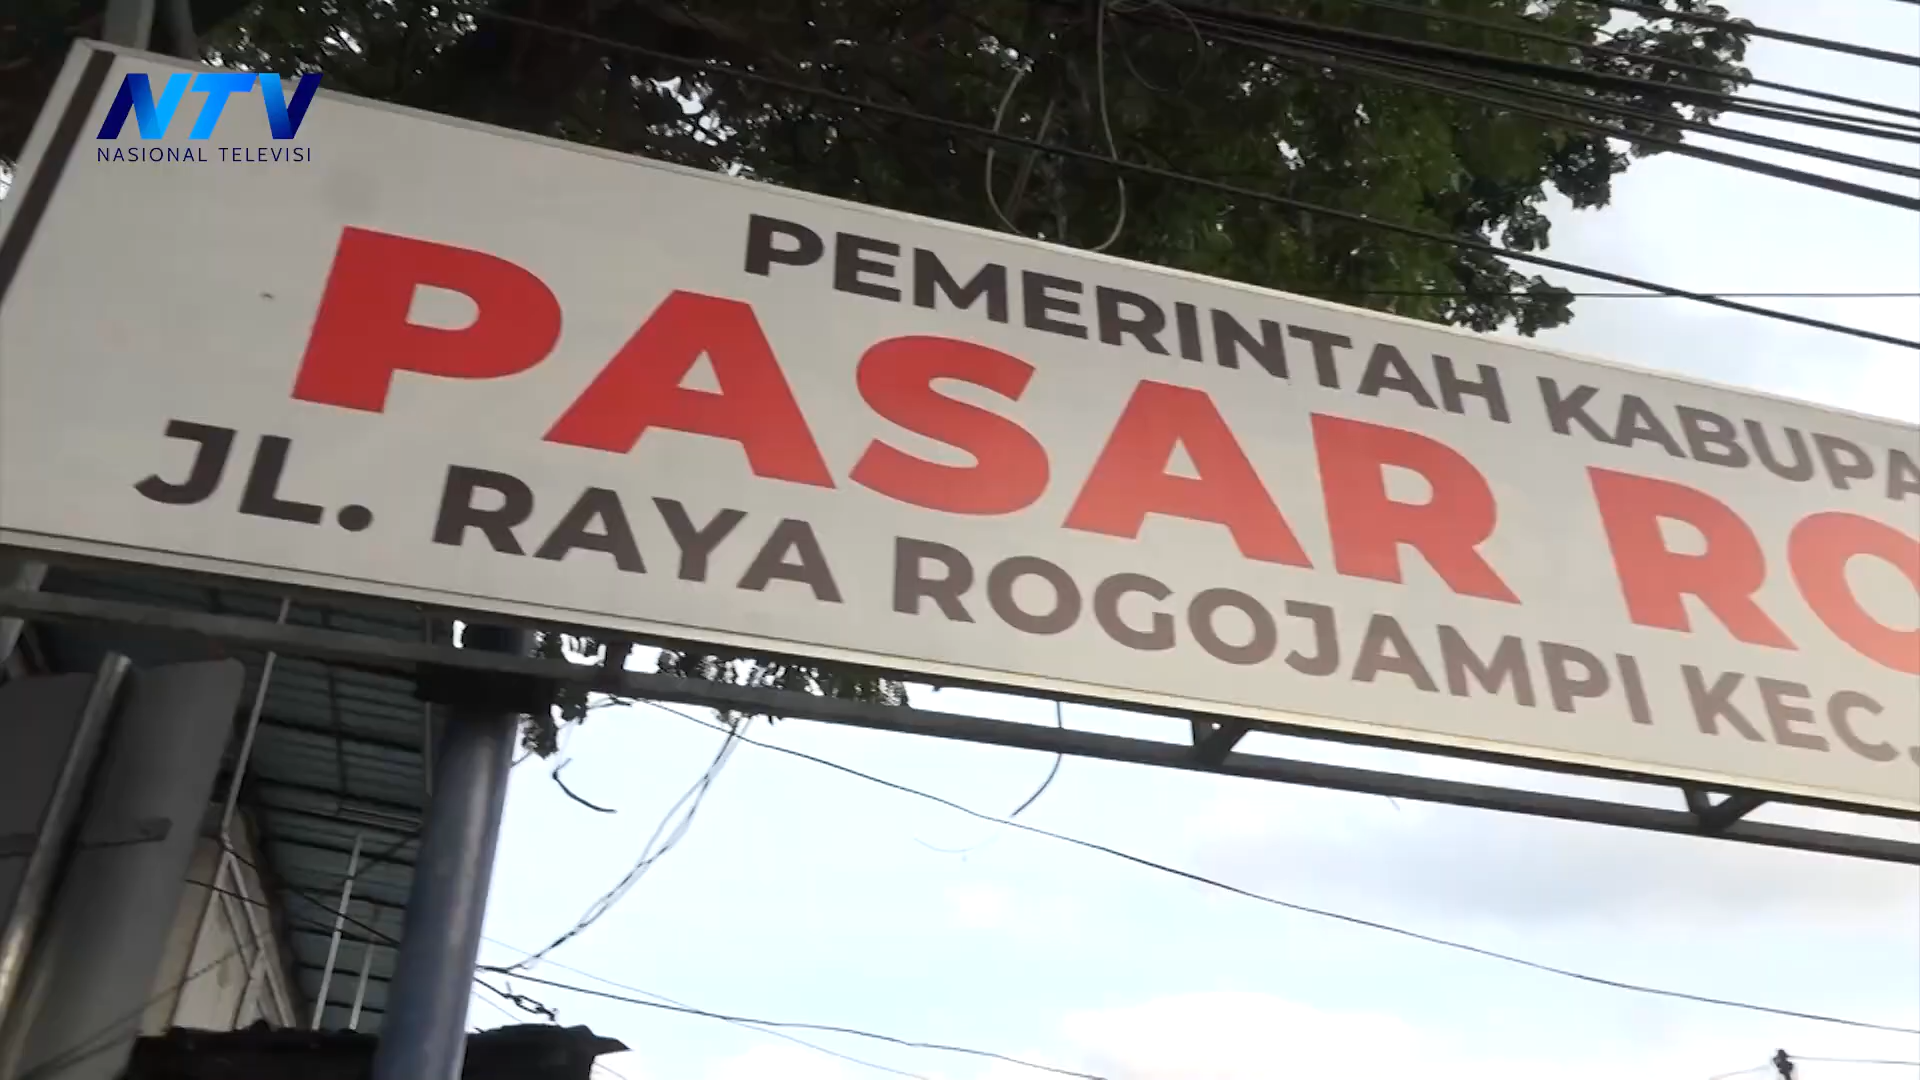 NTV
NASIONAL TELEVISI
PEMERINTAH KABUPA
PASAR RO
JL. RAYA ROGOJAMPI KEC.